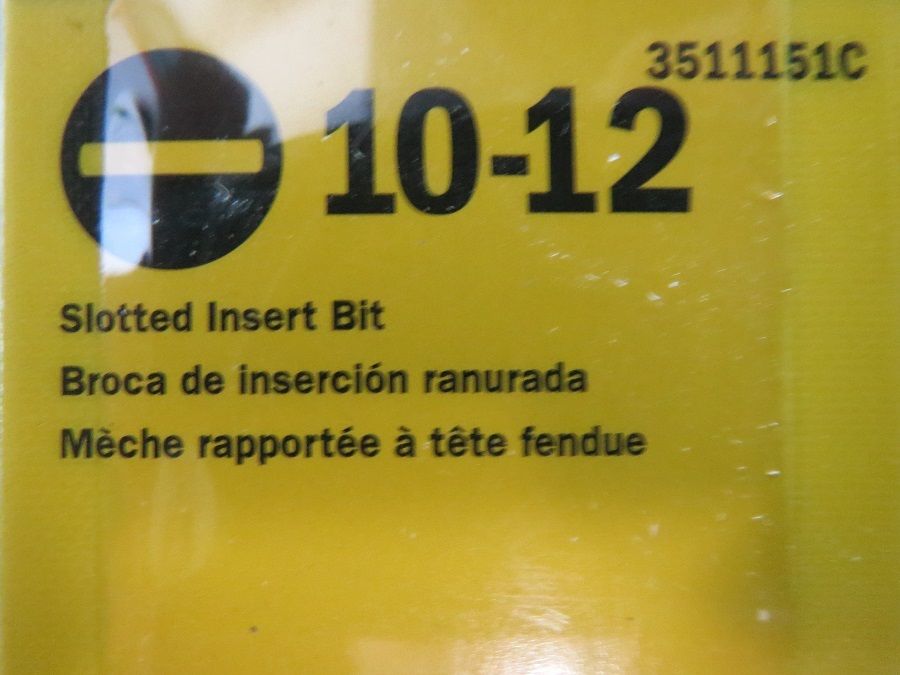 3511151C
10-12
Slotted Insert Bit
Broca de inserción ranurada
Mèche rapportée à tête fendue